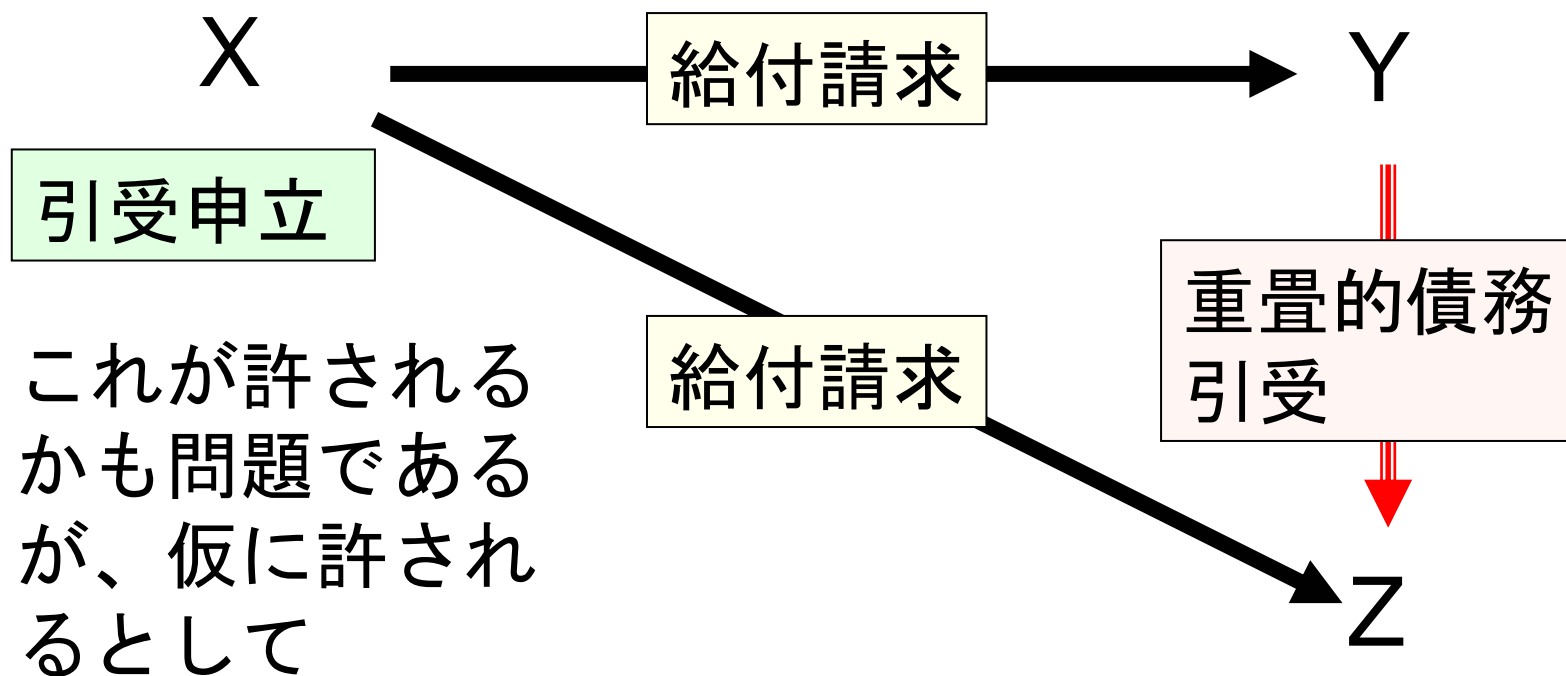 X
給付請求
Y
引受申立
重畳的債務
引受
給付請求
これが許される
かも問題である
が、仮に許され
るとして
Z